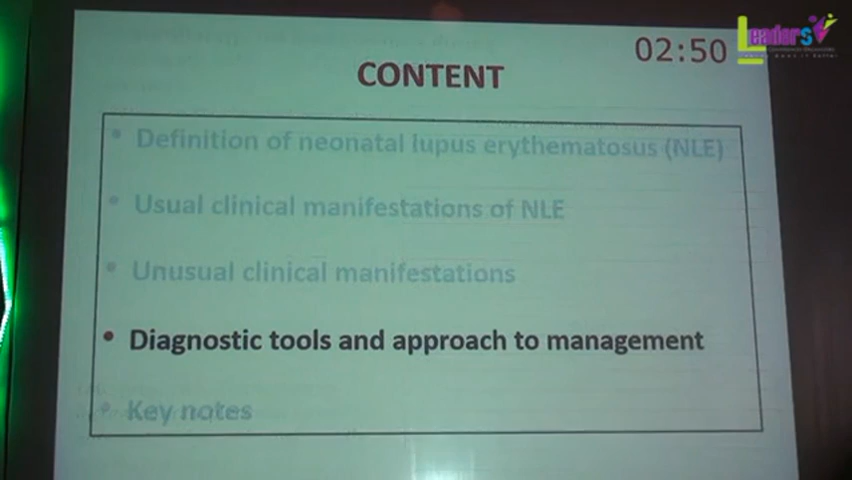 Leaders
02:50
CONTENT
• Definition of neonatal lupus erythematosus (NLE)
• Usual clinical manifestations of NLE
• Unusual clinical manifestations
• Diagnostic tools and approach to management
• Key notes